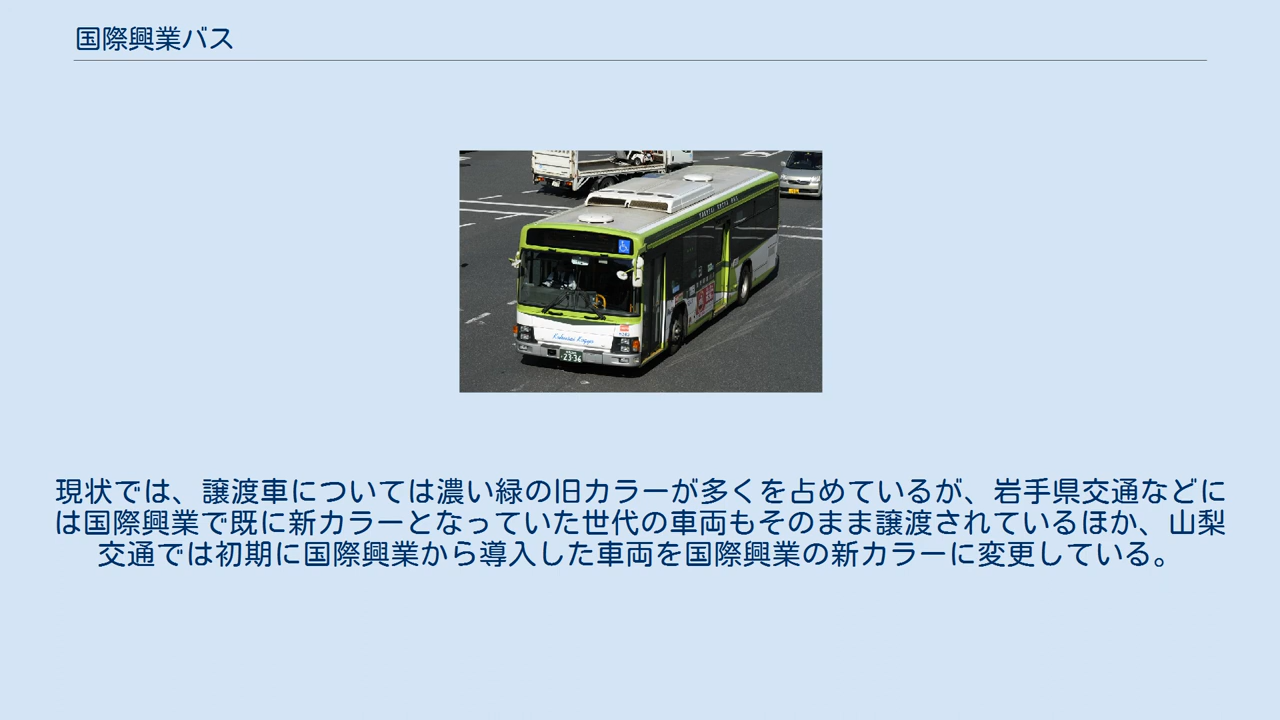 国際興業バス
Kokusai Kogyo
23-36
現状では、譲渡車については濃い緑の旧カラーが多くを占めているが、岩手県交通などに
は国際興業で既に新カラーとなっていた世代の車両もそのまま譲渡されているほか、山梨
交通では初期に国際興業から導入した車両を国際興業の新カラーに変更している。